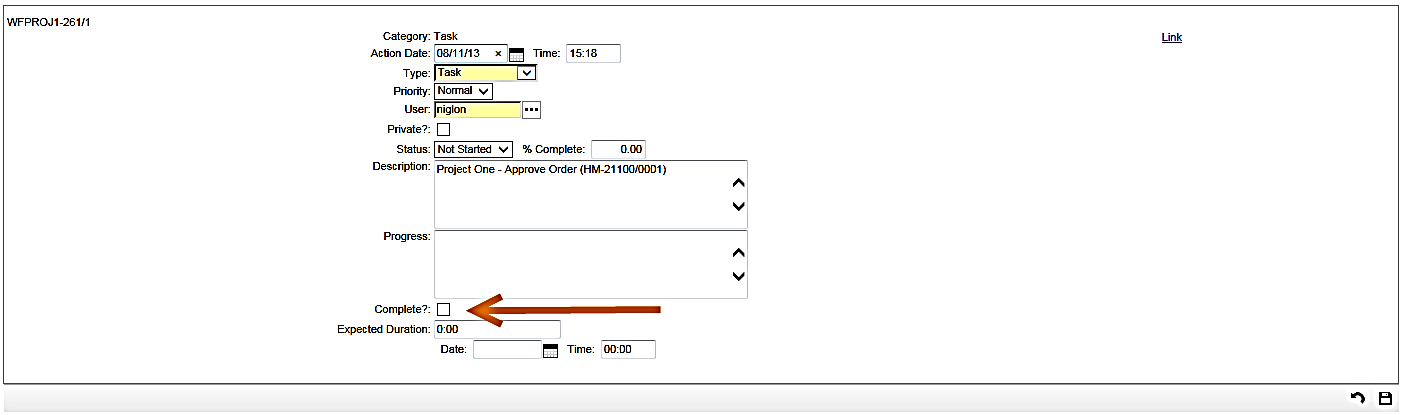 WFPROJ1-261/1
Category: Task
Link
Action Date: 08/11/13 × Time: 15:18
Type: Task
Priority: Normal
User: niglon
Private?:
Status: Not Started % Complete: 0.00
Description: Project One - Approve Order (HM-21100/0001)
Progress:
Complete?:
Expected Duration: 0:00
Date: Time: 00:00